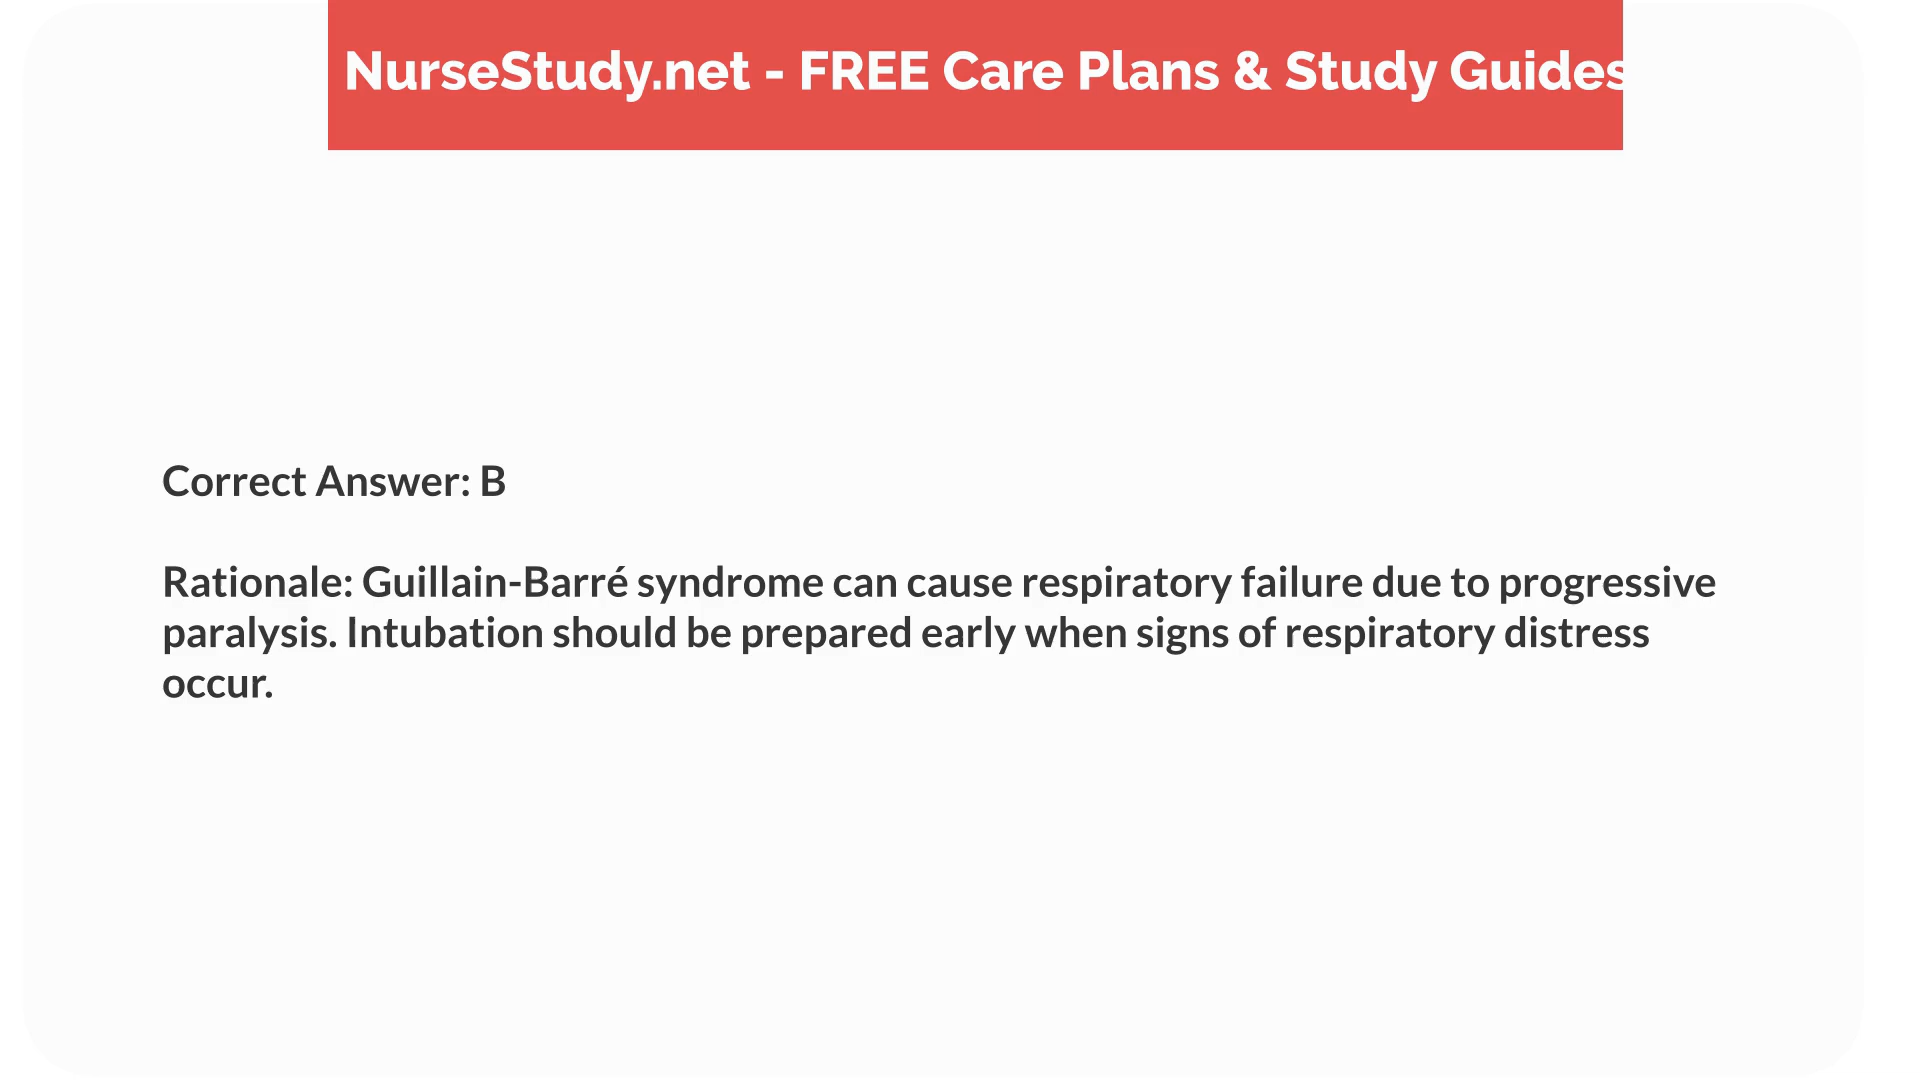 NurseStudy.net - FREE Care Plans & Study Guides
Correct Answer: B
Rationale: Guillain-Barré syndrome can cause respiratory failure due to progressive
paralysis. Intubation should be prepared early when signs of respiratory distress
occur.